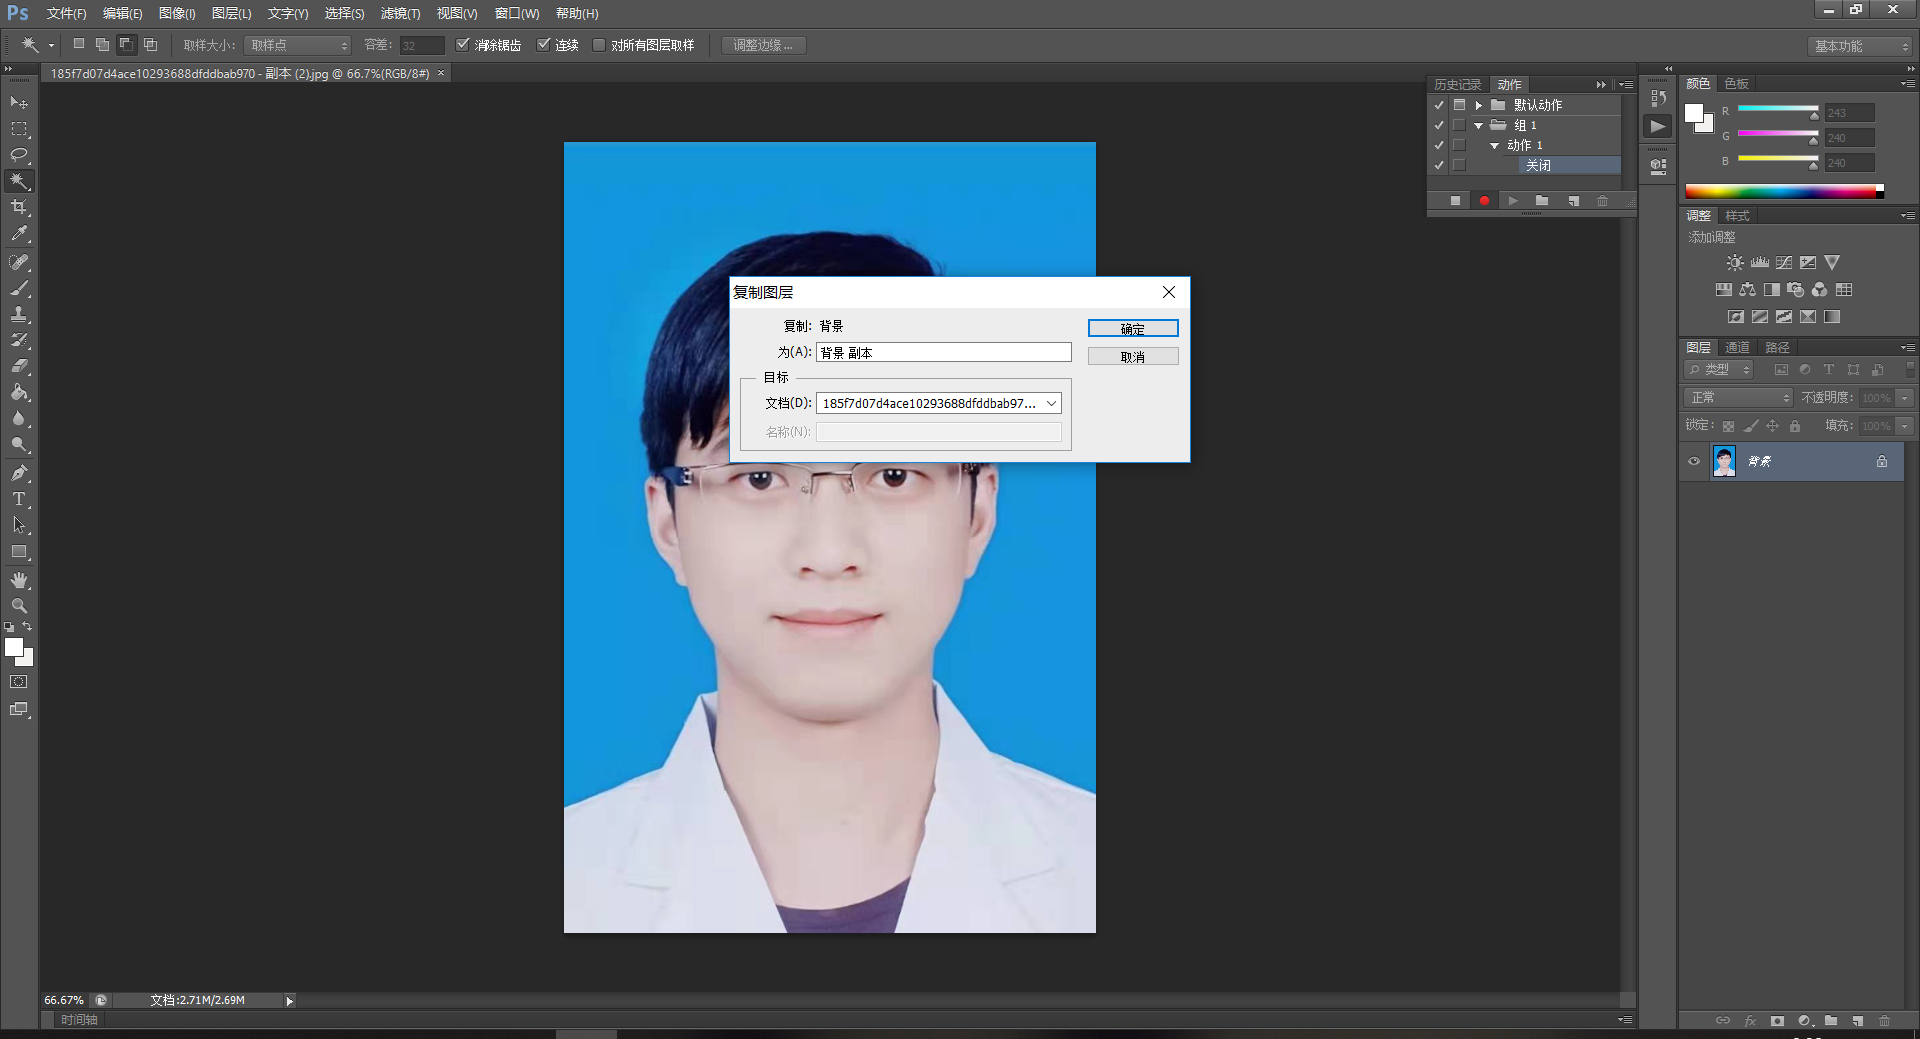 Ps 文件(F) 编辑(E) 图像(I) 图层(L) 文字(Y) 选择(S) 滤镜(T) 视图(V) 窗口(W) 帮助(H)
取样大小: 取样点 容差: 32 消除锯齿 连续 对所有图层取样 调整边缘 ... 基本功能
185f7d07d4ace10293688dfddbab970 - 副本 (2).jpg @ 66.7%(RGB/8#) ×
历史记录 动作
默认动作
组 1
动作 1
关闭
颜色 色板
R 243
G 240
B 240
调整 样式
添加调整
复制图层
复制: 背景
确定
为(A): 背景 副本
取消
目标
文档(D): 185f7d07d4ace10293688dfddbab97...
名称(N):
图层 通道 路径
类型
正常 不透明度: 100%
锁定: 填充: 100%
背景
66.67% 文档:2.71M/2.69M
时间轴
fx